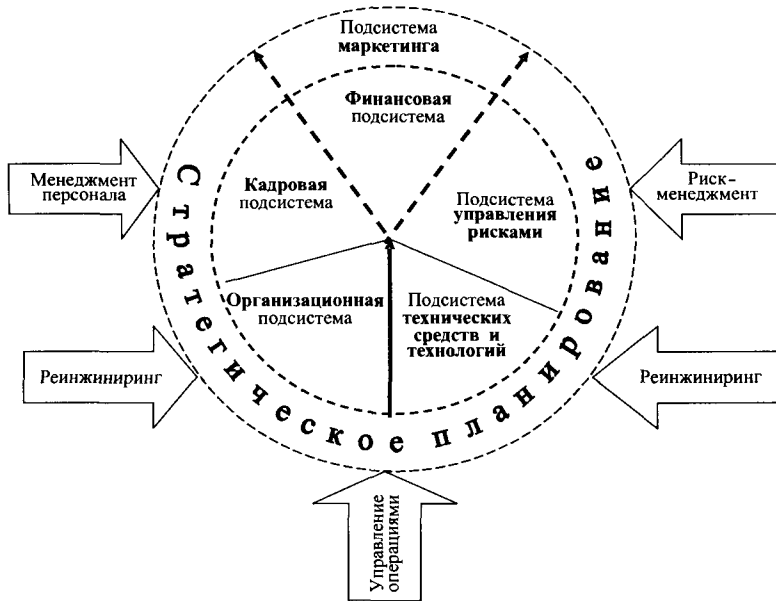 Подсистема
маркетинга
Финансовая
подсистема
Менеджмент
персонала
Кадровая
подсистема
Подсистема
управления
рисками
Риск-
менеджмент
Организационная
подсистема
Подсистема
технических
средств и
технологий
Реинжиниринг
Реинжиниринг
Стратегическое планирование
Управление
операциями